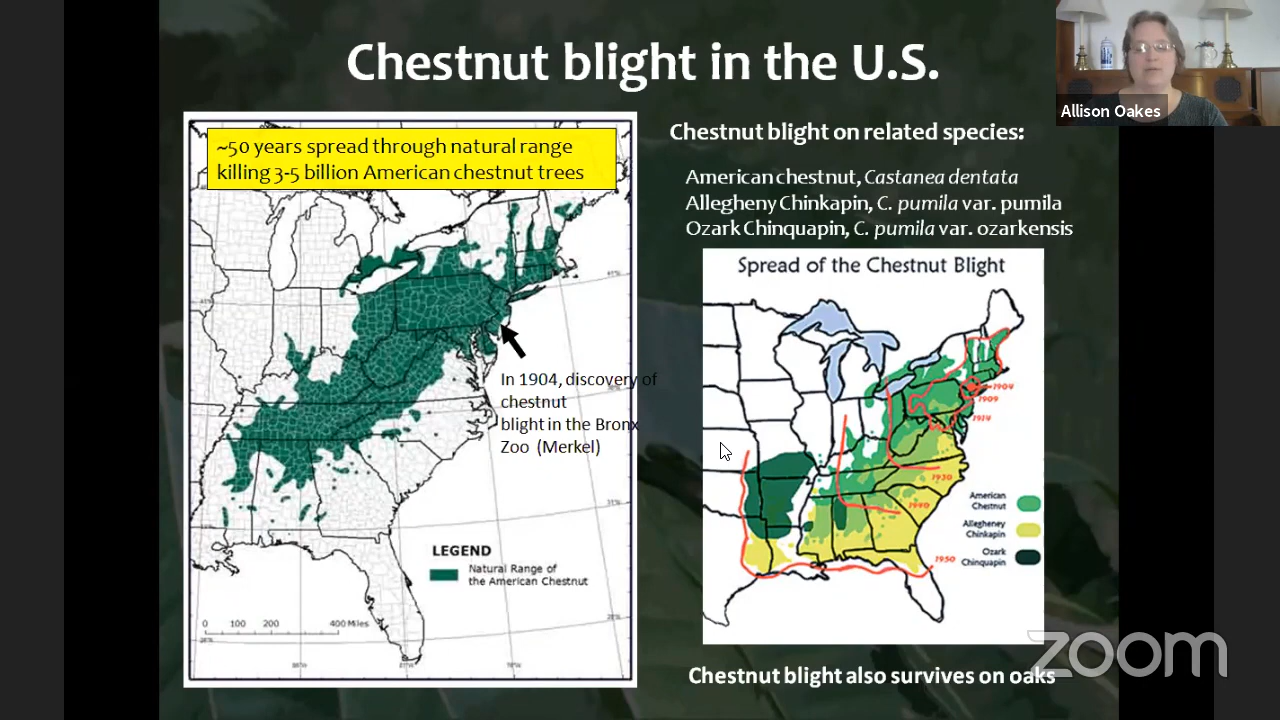 Chestnut blight in the U.S.
Allison Oakes
~50 years spread through natural range
killing 3-5 billion American chestnut trees
In 1904, discovery of
chestnut
blight in the Bronx
Zoo (Merkel)
LEGEND
Natural Range of
the American Chestnut
0 100 200 400 Miles
Chestnut blight on related species:
American chestnut, Castanea dentata
Allegheny Chinkapin, C. pumila var. pumila
Ozark Chinquapin, C. pumila var. ozarkensis
Spread of the Chestnut Blight
1904
1909
1914
1930
1940
1950
American
Chestnut
Allegheney
Chinkapin
Ozark
Chinquapin
Chestnut blight also survives on oaks
zoom